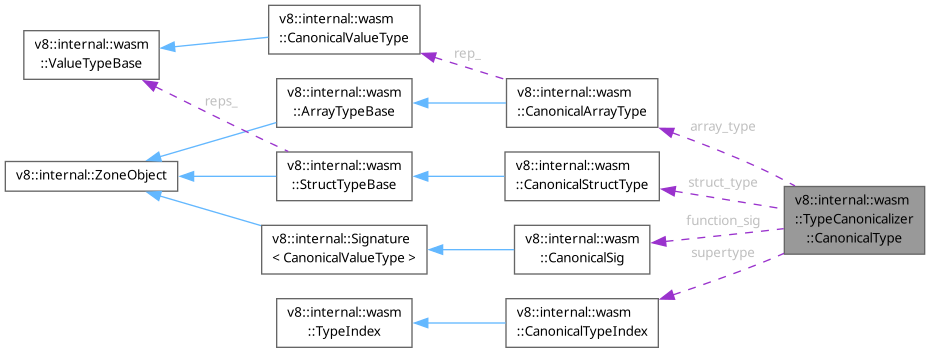 v8::internal::wasm
::ValueTypeBase
v8::internal::wasm
::CanonicalValueType
reps_
rep_
v8::internal::wasm
::ArrayTypeBase
v8::internal::wasm
::CanonicalArrayType
array_type
v8::internal::ZoneObject
v8::internal::wasm
::StructTypeBase
v8::internal::wasm
::CanonicalStructType
struct_type
v8::internal::wasm
::TypeCanonicalizer
::CanonicalType
function_sig
v8::internal::Signature
< CanonicalValueType >
v8::internal::wasm
::CanonicalSig
supertype
v8::internal::wasm
::TypeIndex
v8::internal::wasm
::CanonicalTypeIndex